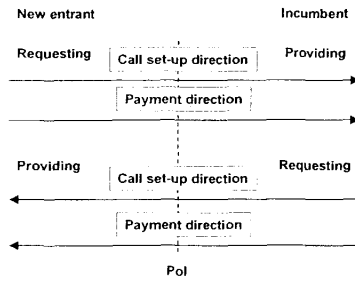 New entrant Incumbent
Requesting Call set-up direction Providing
Payment direction
Providing Requesting
Call set-up direction
Payment direction
PoI